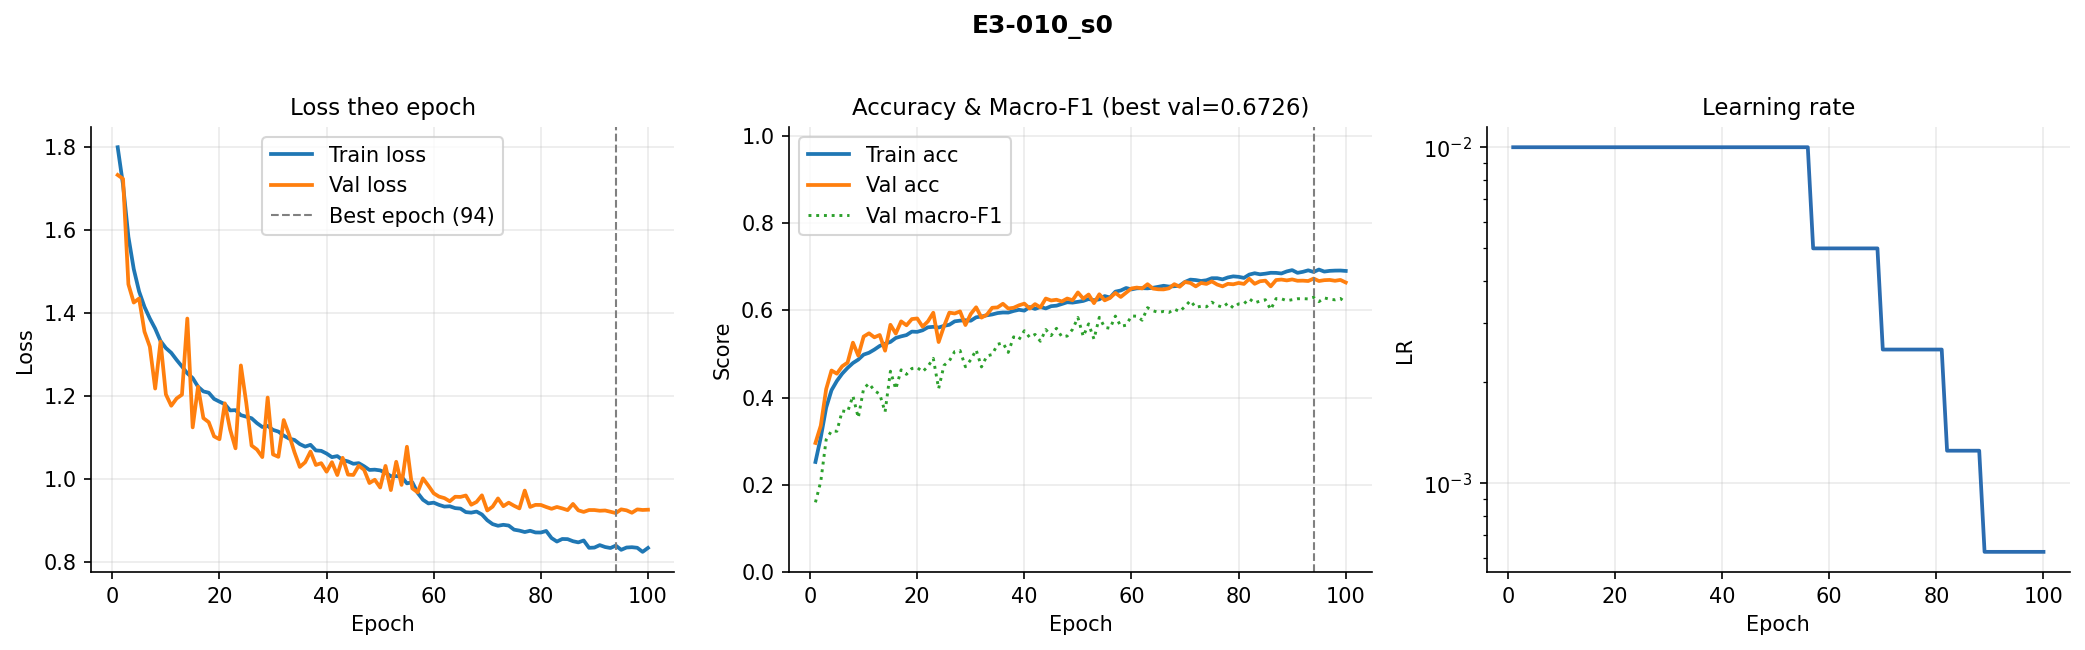 E3-010_s0
Loss theo epoch
1.8
1.6
1.4
1.2
1.0
0.8
Loss
0 20 40 60 80 100
Epoch
Train loss
Val loss
Best epoch (94)
Accuracy & Macro-F1 (best val=0.6726)
1.0
0.8
0.6
0.4
0.2
0.0
Score
0 20 40 60 80 100
Epoch
Train acc
Val acc
Val macro-F1
Learning rate
10⁻²
10⁻³
LR
0 20 40 60 80 100
Epoch